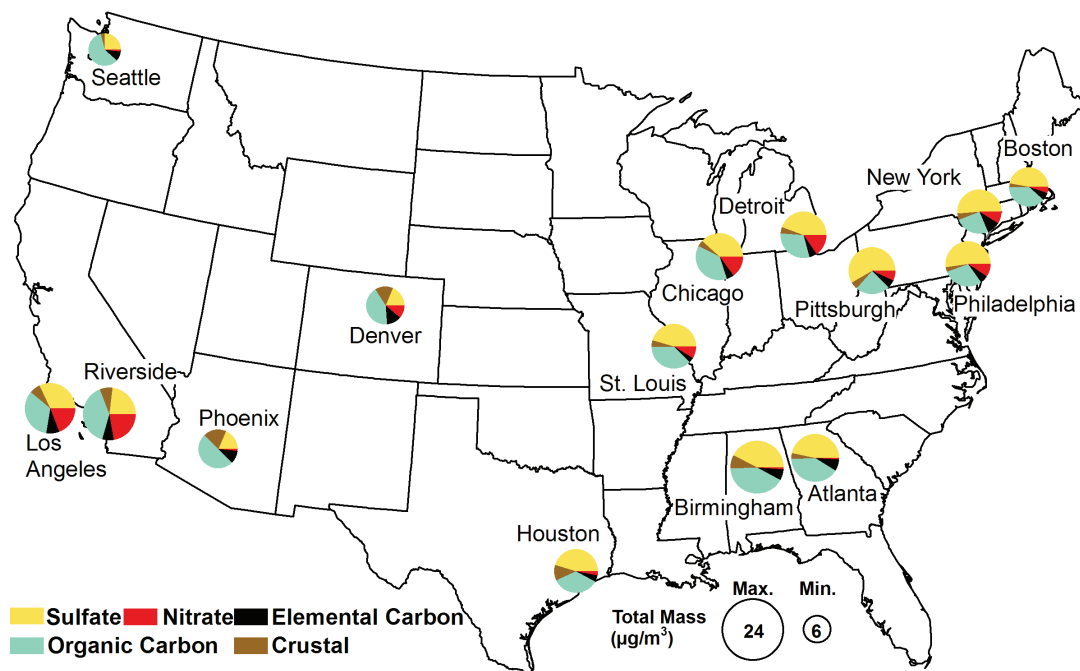 Seattle
Boston
New York
Detroit
Chicago
Pittsburgh
Philadelphia
Denver
St. Louis
Riverside
Los
Angeles
Phoenix
Birmingham
Atlanta
Houston
Max.
Min.
Total Mass
(µg/m³)
24
6
Sulfate Nitrate Elemental Carbon
Organic Carbon Crustal